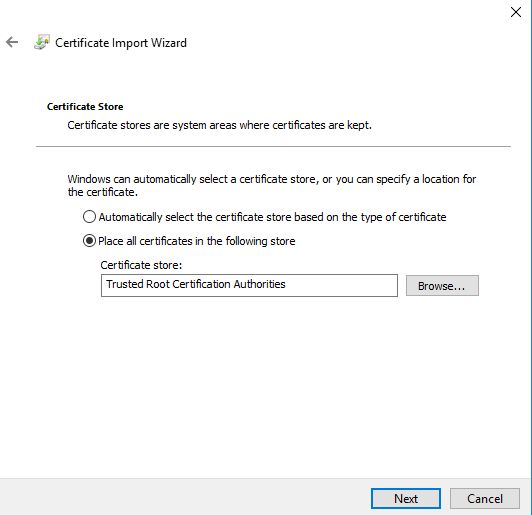 Certificate Import Wizard
Certificate Store
Certificate stores are system areas where certificates are kept.
Windows can automatically select a certificate store, or you can specify a location for
the certificate.
Automatically select the certificate store based on the type of certificate
Place all certificates in the following store
Certificate store:
Trusted Root Certification Authorities
Browse...
Next
Cancel